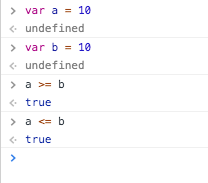 var a = 10
undefined
var b = 10
undefined
a >= b
true
a <= b
true